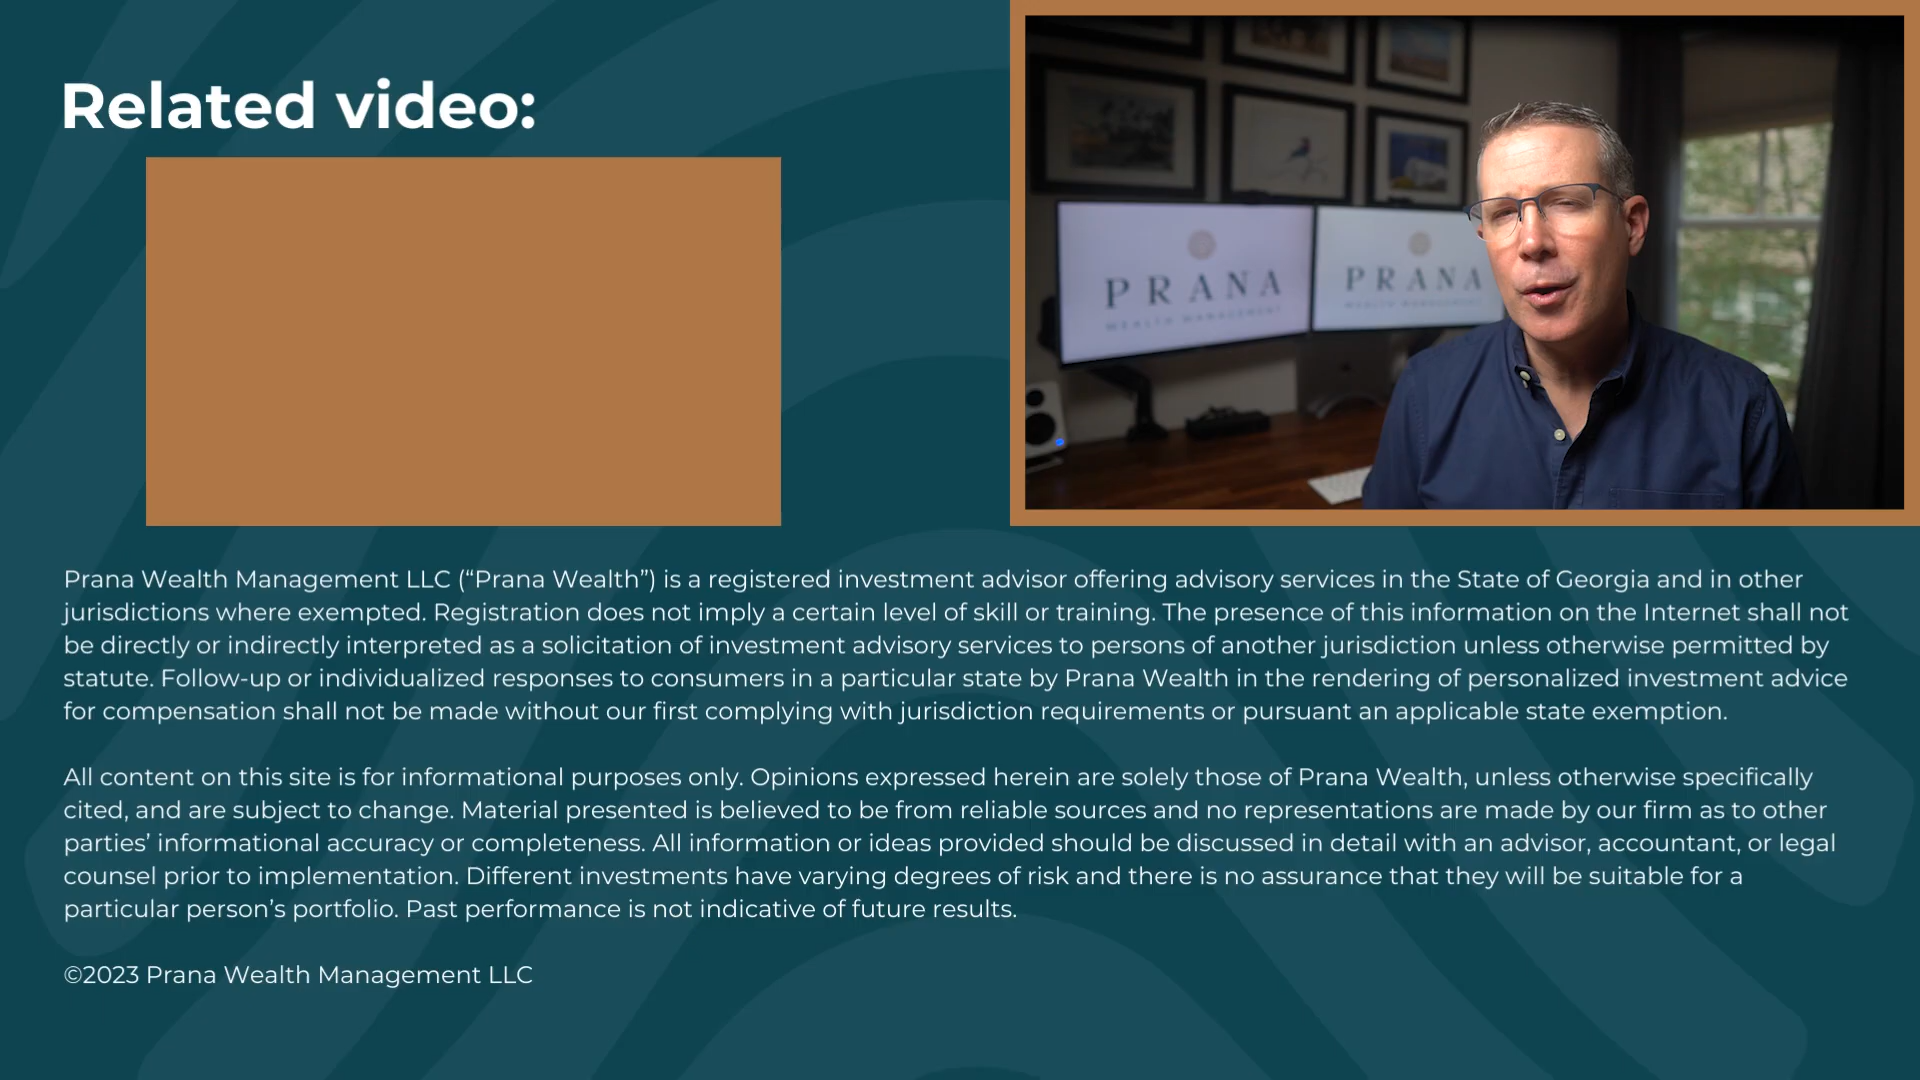 Related video:
PRANA
WEALTH MANAGEMENT
PRANA
WEALTH MANAGEMENT
Prana Wealth Management LLC (“Prana Wealth”) is a registered investment advisor offering advisory services in the State of Georgia and in other
jurisdictions where exempted. Registration does not imply a certain level of skill or training. The presence of this information on the Internet shall not
be directly or indirectly interpreted as a solicitation of investment advisory services to persons of another jurisdiction unless otherwise permitted by
statute. Follow-up or individualized responses to consumers in a particular state by Prana Wealth in the rendering of personalized investment advice
for compensation shall not be made without our first complying with jurisdiction requirements or pursuant an applicable state exemption.
All content on this site is for informational purposes only. Opinions expressed herein are solely those of Prana Wealth, unless otherwise specifically
cited, and are subject to change. Material presented is believed to be from reliable sources and no representations are made by our firm as to other
parties’ informational accuracy or completeness. All information or ideas provided should be discussed in detail with an advisor, accountant, or legal
counsel prior to implementation. Different investments have varying degrees of risk and there is no assurance that they will be suitable for a
particular person’s portfolio. Past performance is not indicative of future results.
©2023 Prana Wealth Management LLC